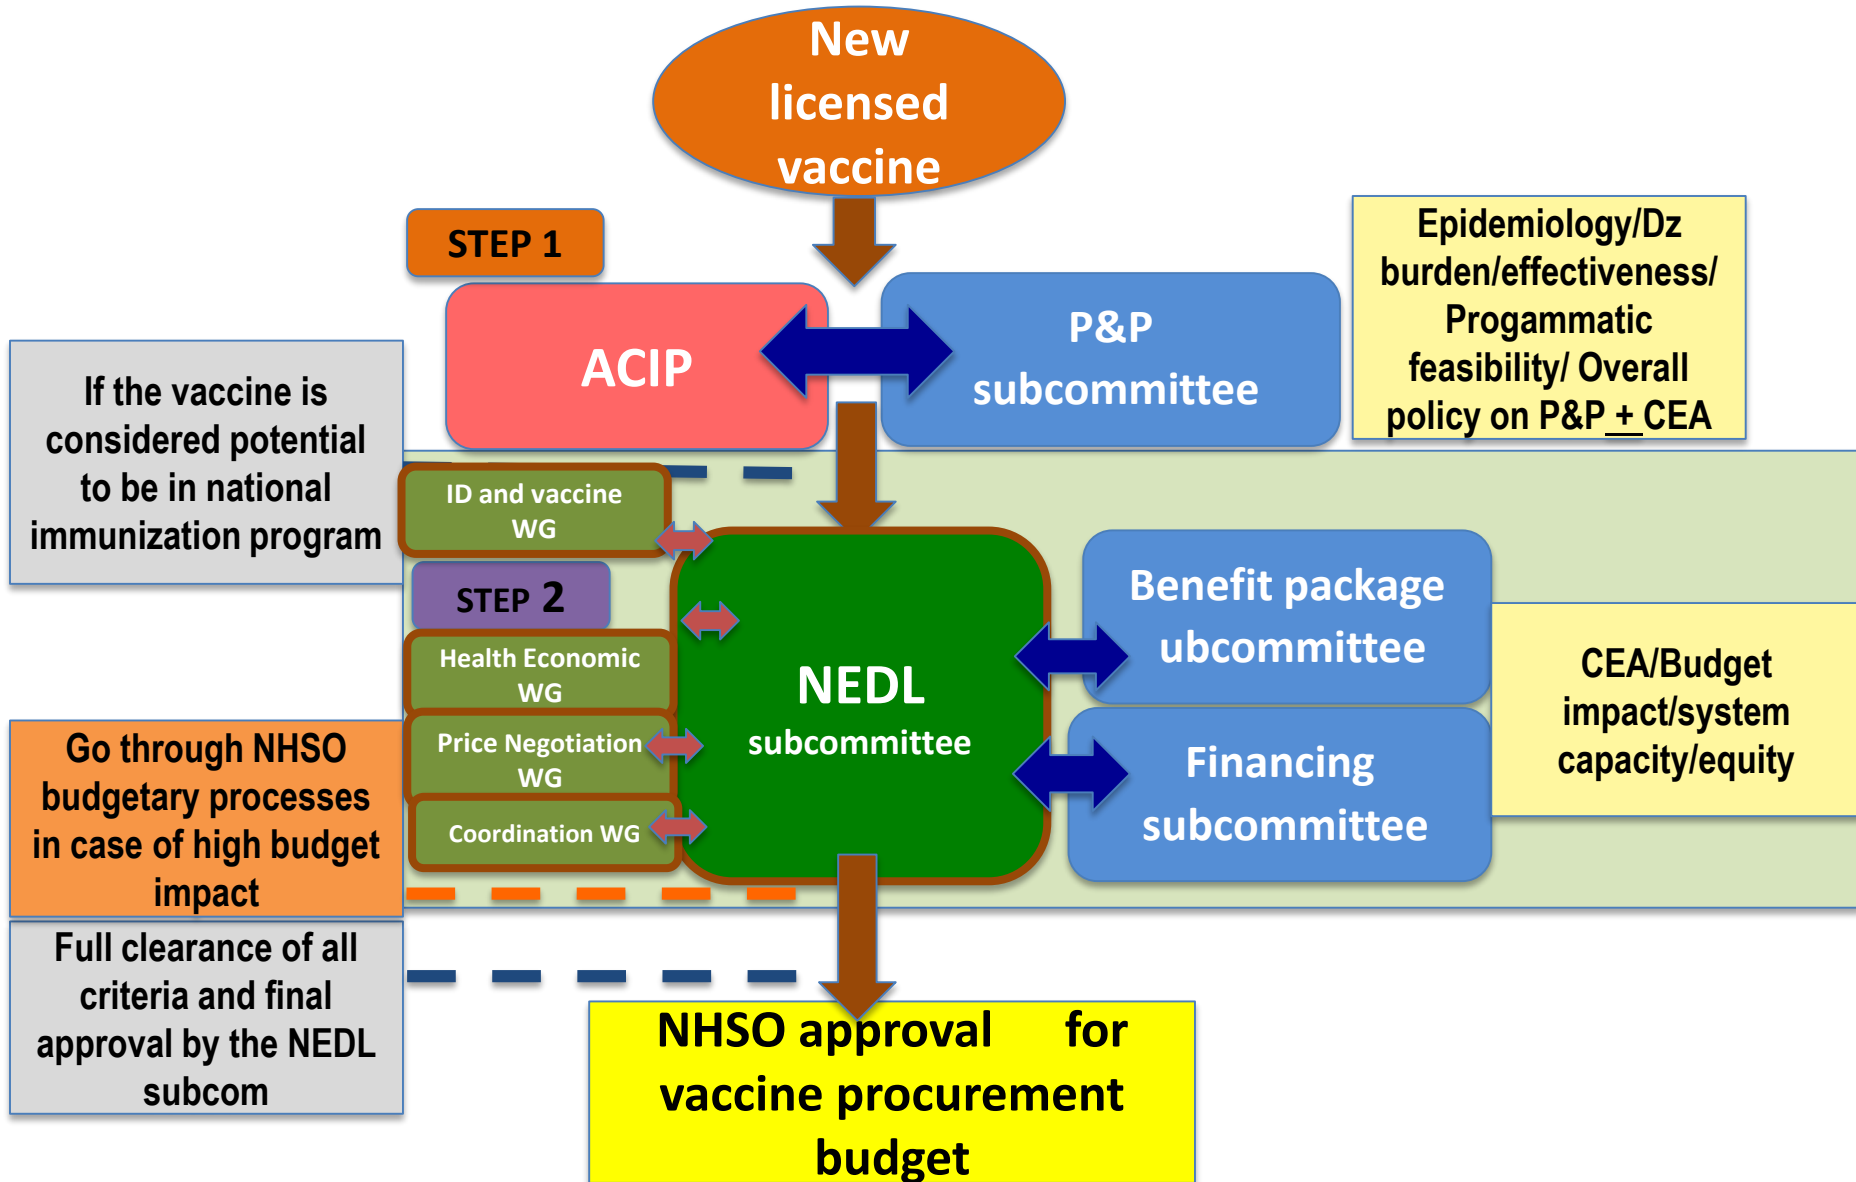 New
licensed
vaccine
STEP 1
ACIP
P&P
subcommittee
Epidemiology/Dz
burden/effectiveness/
Progammatic
feasibility/ Overall
policy on P&P + CEA
If the vaccine is
considered potential
to be in national
immunization program
ID and vaccine
WG
STEP 2
Health Economic
WG
Price Negotiation
WG
Coordination WG
NEDL
subcommittee
Benefit package
ubcommittee
Financing
subcommittee
CEA/Budget
impact/system
capacity/equity
Go through NHSO
budgetary processes
in case of high budget
impact
Full clearance of all
criteria and final
approval by the NEDL
subcom
NHSO approval for
vaccine procurement
budget